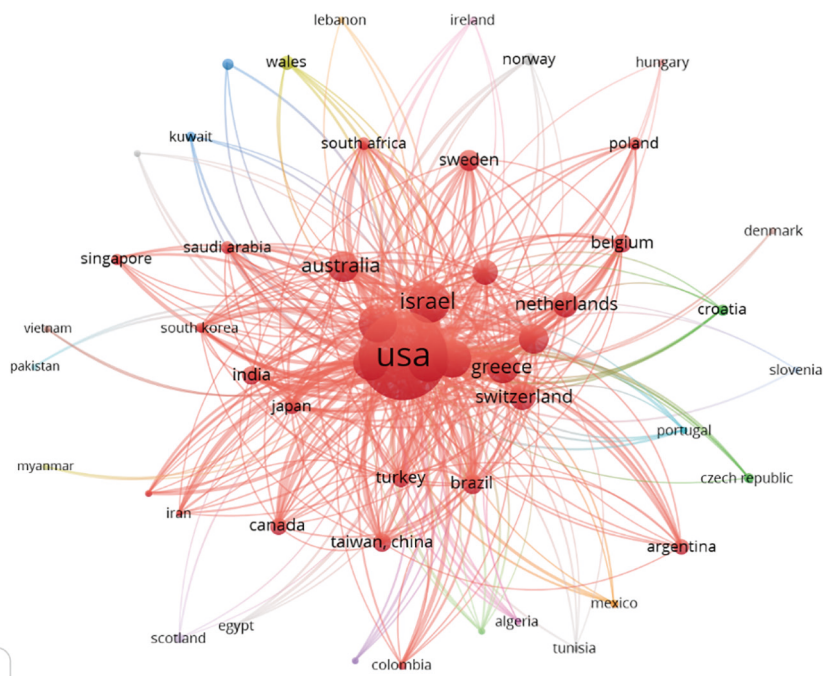 lebanon
ireland
wales
norway
hungary
kuwait
south africa
sweden
poland
denmark
saudi arabia
singapore
australia
belgium
israel
netherlands
croatia
vietnam
south korea
usa
pakistan
india
greece
slovenia
japan
switzerland
portugal
myanmar
turkey
brazil
czech republic
iran
canada
taiwan, china
argentina
mexico
egypt
scotland
algeria
tunisia
colombia